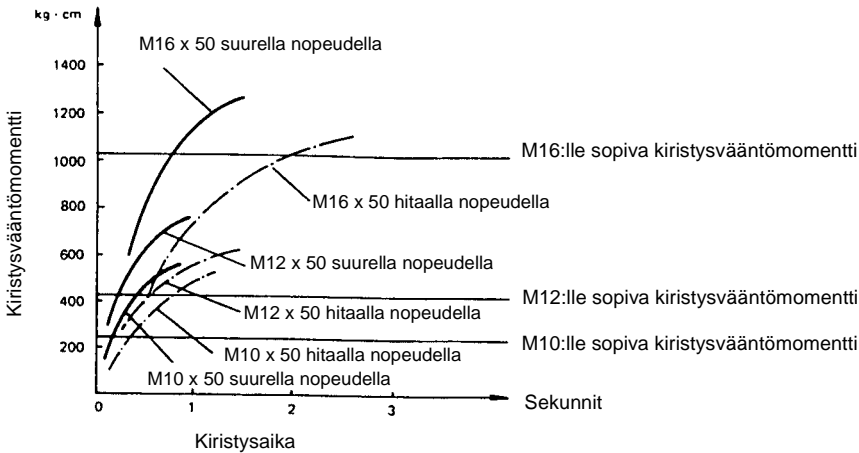 kg · cm
M16 x 50 suurella nopeudella
1400
1200
M16:lle sopiva kiristysvääntömomentti
1000
M16 x 50 hitaalla nopeudella
800
M12 x 50 suurella nopeudella
600
M12:lle sopiva kiristysvääntömomentti
400
M12 x 50 hitaalla nopeudella
M10:lle sopiva kiristysvääntömomentti
M10 x 50 hitaalla nopeudella
200
M10 x 50 suurella nopeudella
Kiristysvääntömomentti
0
1
2
3
Sekunnit
Kiristysaika